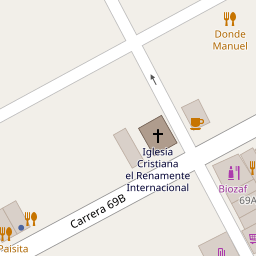 Donde
Manuel
Iglesia
Cristiana
el Renamente
Internacional
Biozaf
69A
Carrera 69B
Paisita